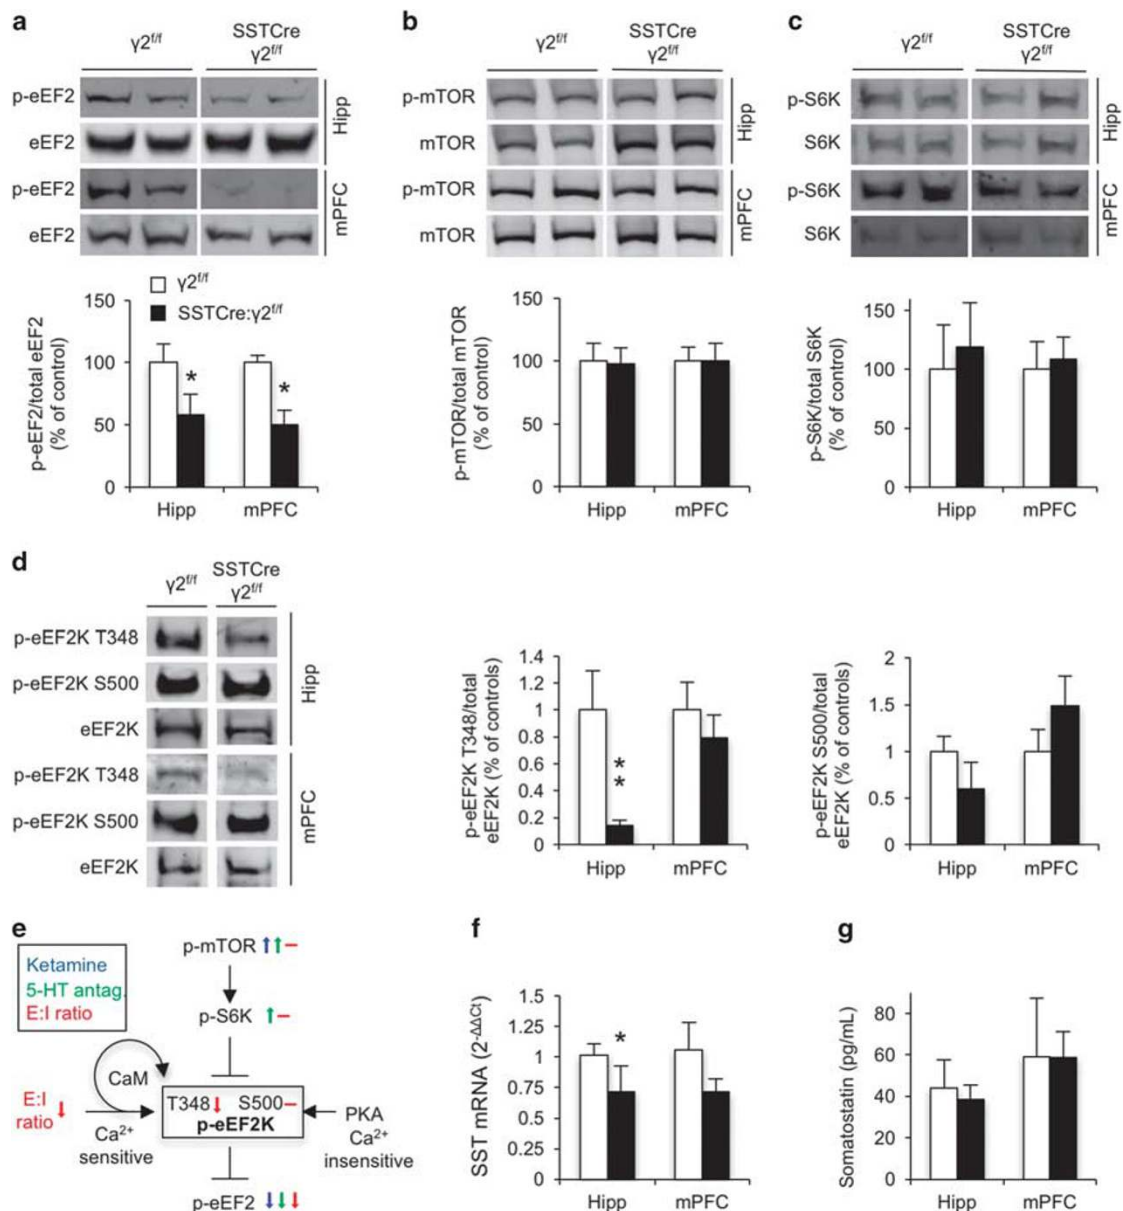 a
γ2f/f
SSTCre
γ2f/f
p-eEF2
eEF2
Hipp
p-eEF2
eEF2
mPFC
γ2f/f
SSTCre:γ2f/f
p-eEF2/total eEF2
(% of control)
150
100
50
0
*
*
Hipp
mPFC
b
γ2f/f
SSTCre
γ2f/f
p-mTOR
mTOR
Hipp
p-mTOR
mTOR
mPFC
p-mTOR/total mTOR
(% of control)
150
100
50
0
Hipp
mPFC
c
γ2f/f
SSTCre
γ2f/f
p-S6K
S6K
Hipp
p-S6K
S6K
mPFC
p-S6K/total S6K
(% of control)
150
100
50
0
Hipp
mPFC
d
γ2f/f
SSTCre
γ2f/f
p-eEF2K T348
p-eEF2K S500
eEF2K
Hipp
p-eEF2K T348
p-eEF2K S500
eEF2K
mPFC
p-eEF2K T348/total
eEF2K (% of controls)
1.4
1.2
1
0.8
0.6
0.4
0.2
0
*
*
Hipp
mPFC
p-eEF2K S500/total
eEF2K (% of controls)
2
1.5
1
0.5
0
Hipp
mPFC
e
Ketamine
5-HT antag.
E:I ratio
p-mTOR ↑↑–
p-S6K ↑–
CaM
E:I
ratio ↓
Ca2+
sensitive
T348↓ S500–
p-eEF2K
PKA
Ca2+
insensitive
p-eEF2 ↓↓↓
f
SST mRNA (2-ΔΔCt)
1.5
1.25
1
0.75
0.5
0.25
0
*
Hipp
mPFC
g
Somatostatin (pg/mL)
80
60
40
20
0
Hipp
mPFC